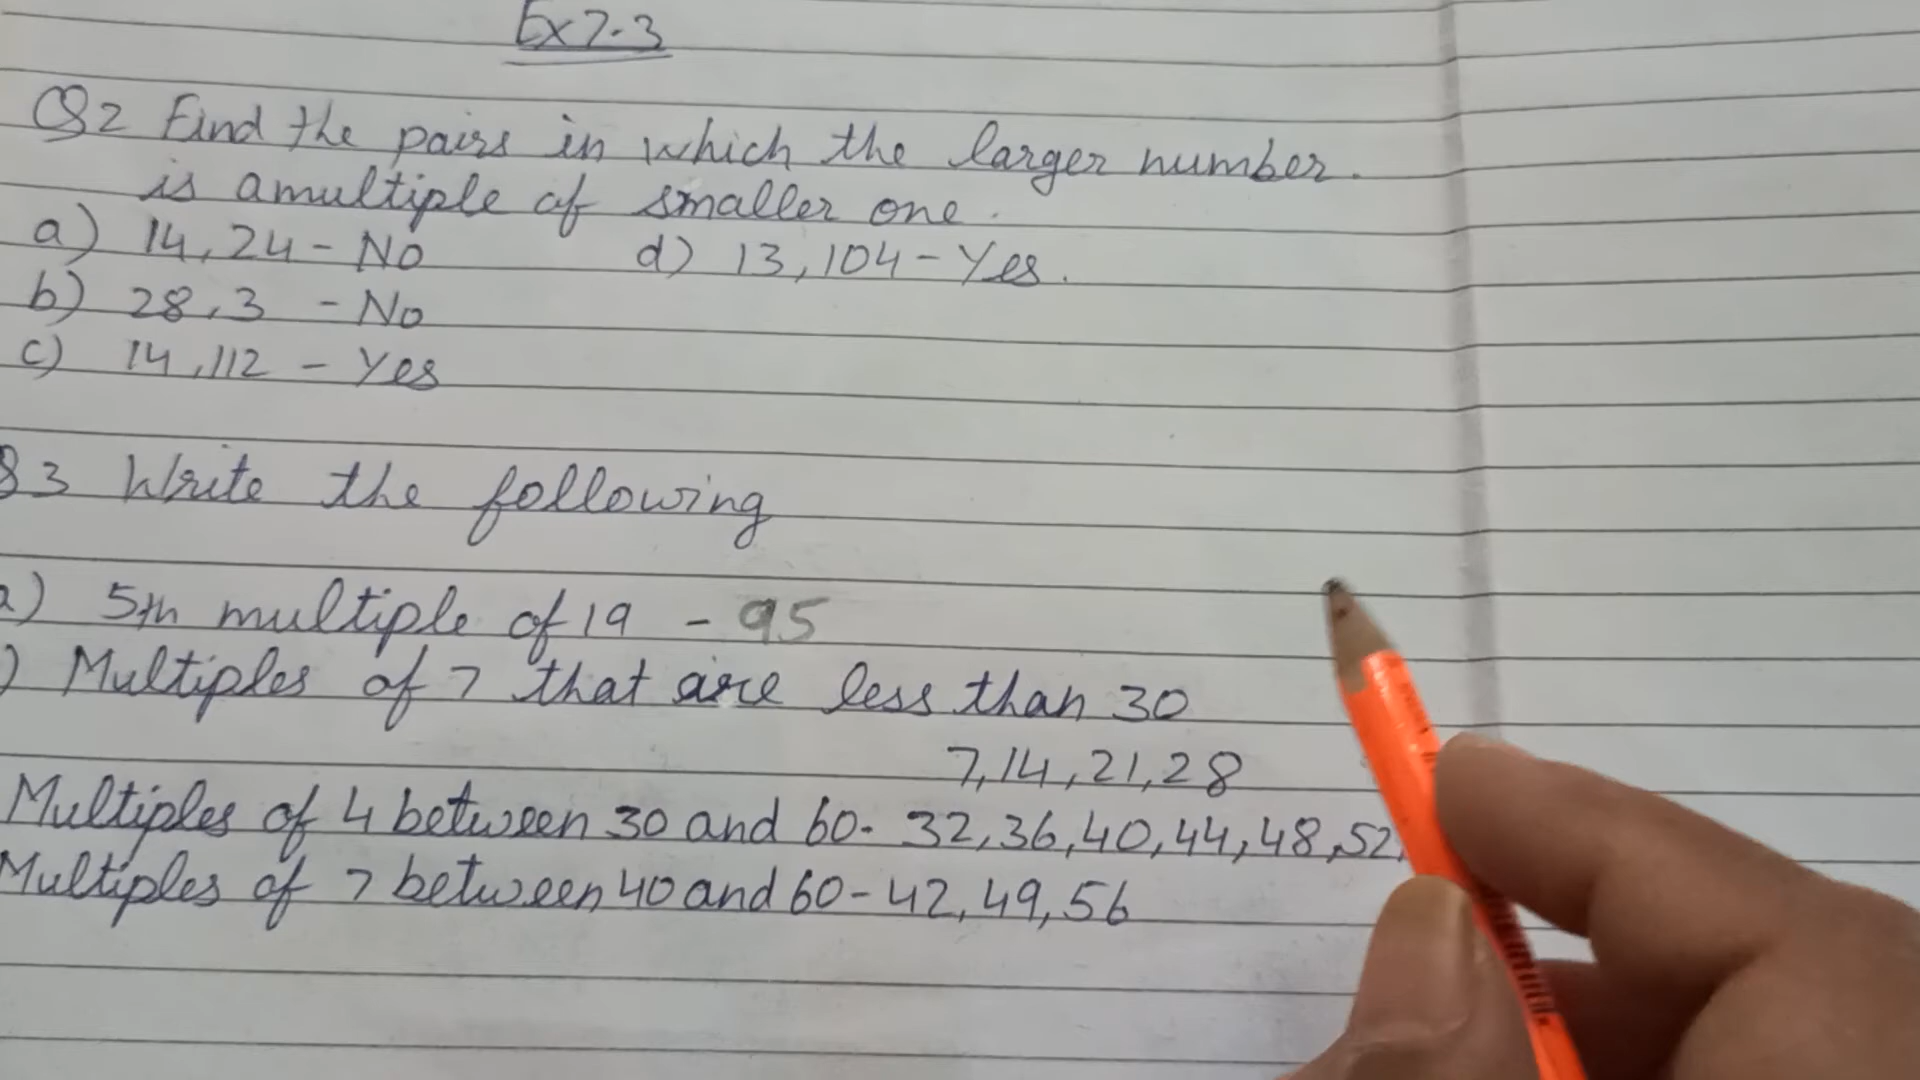 Ex 7.3
Q2 Find the pairs in which the larger number.
is a multiple of smaller one.
a) 14, 24 - No d) 13, 104 - Yes.
b) 28, 3 - No
c) 14, 112 - Yes
Q3 Write the following
a) 5th multiple of 19 - 95
) Multiples of 7 that are less than 30
7, 14, 21, 28
Multiples of 4 between 30 and 60- 32, 36, 40, 44, 48, 52,
Multiples of 7 between 40 and 60 - 42, 49, 56